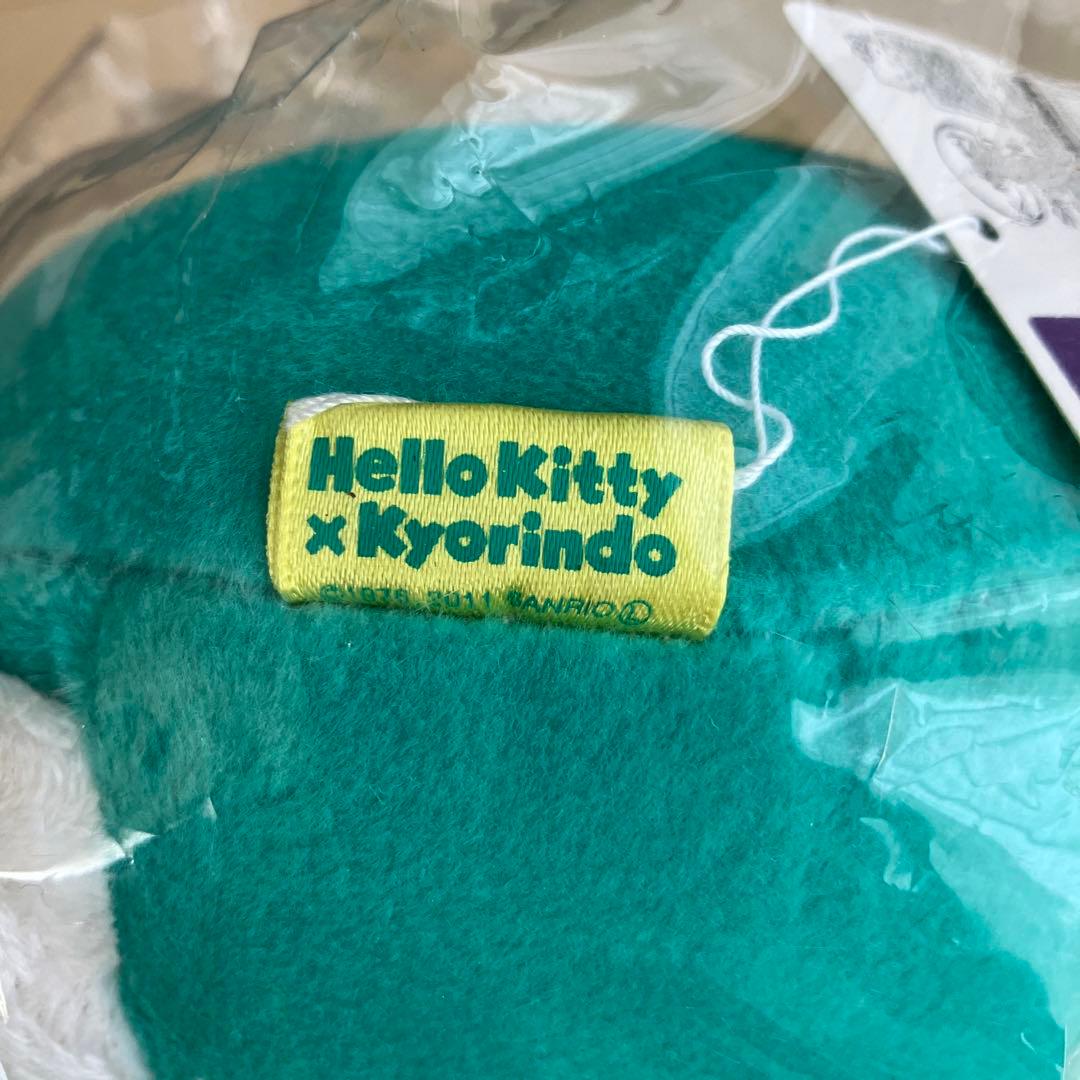 Hello Kitty
× Kyorindo
©1976, 2011 SANRIO Ⓛ